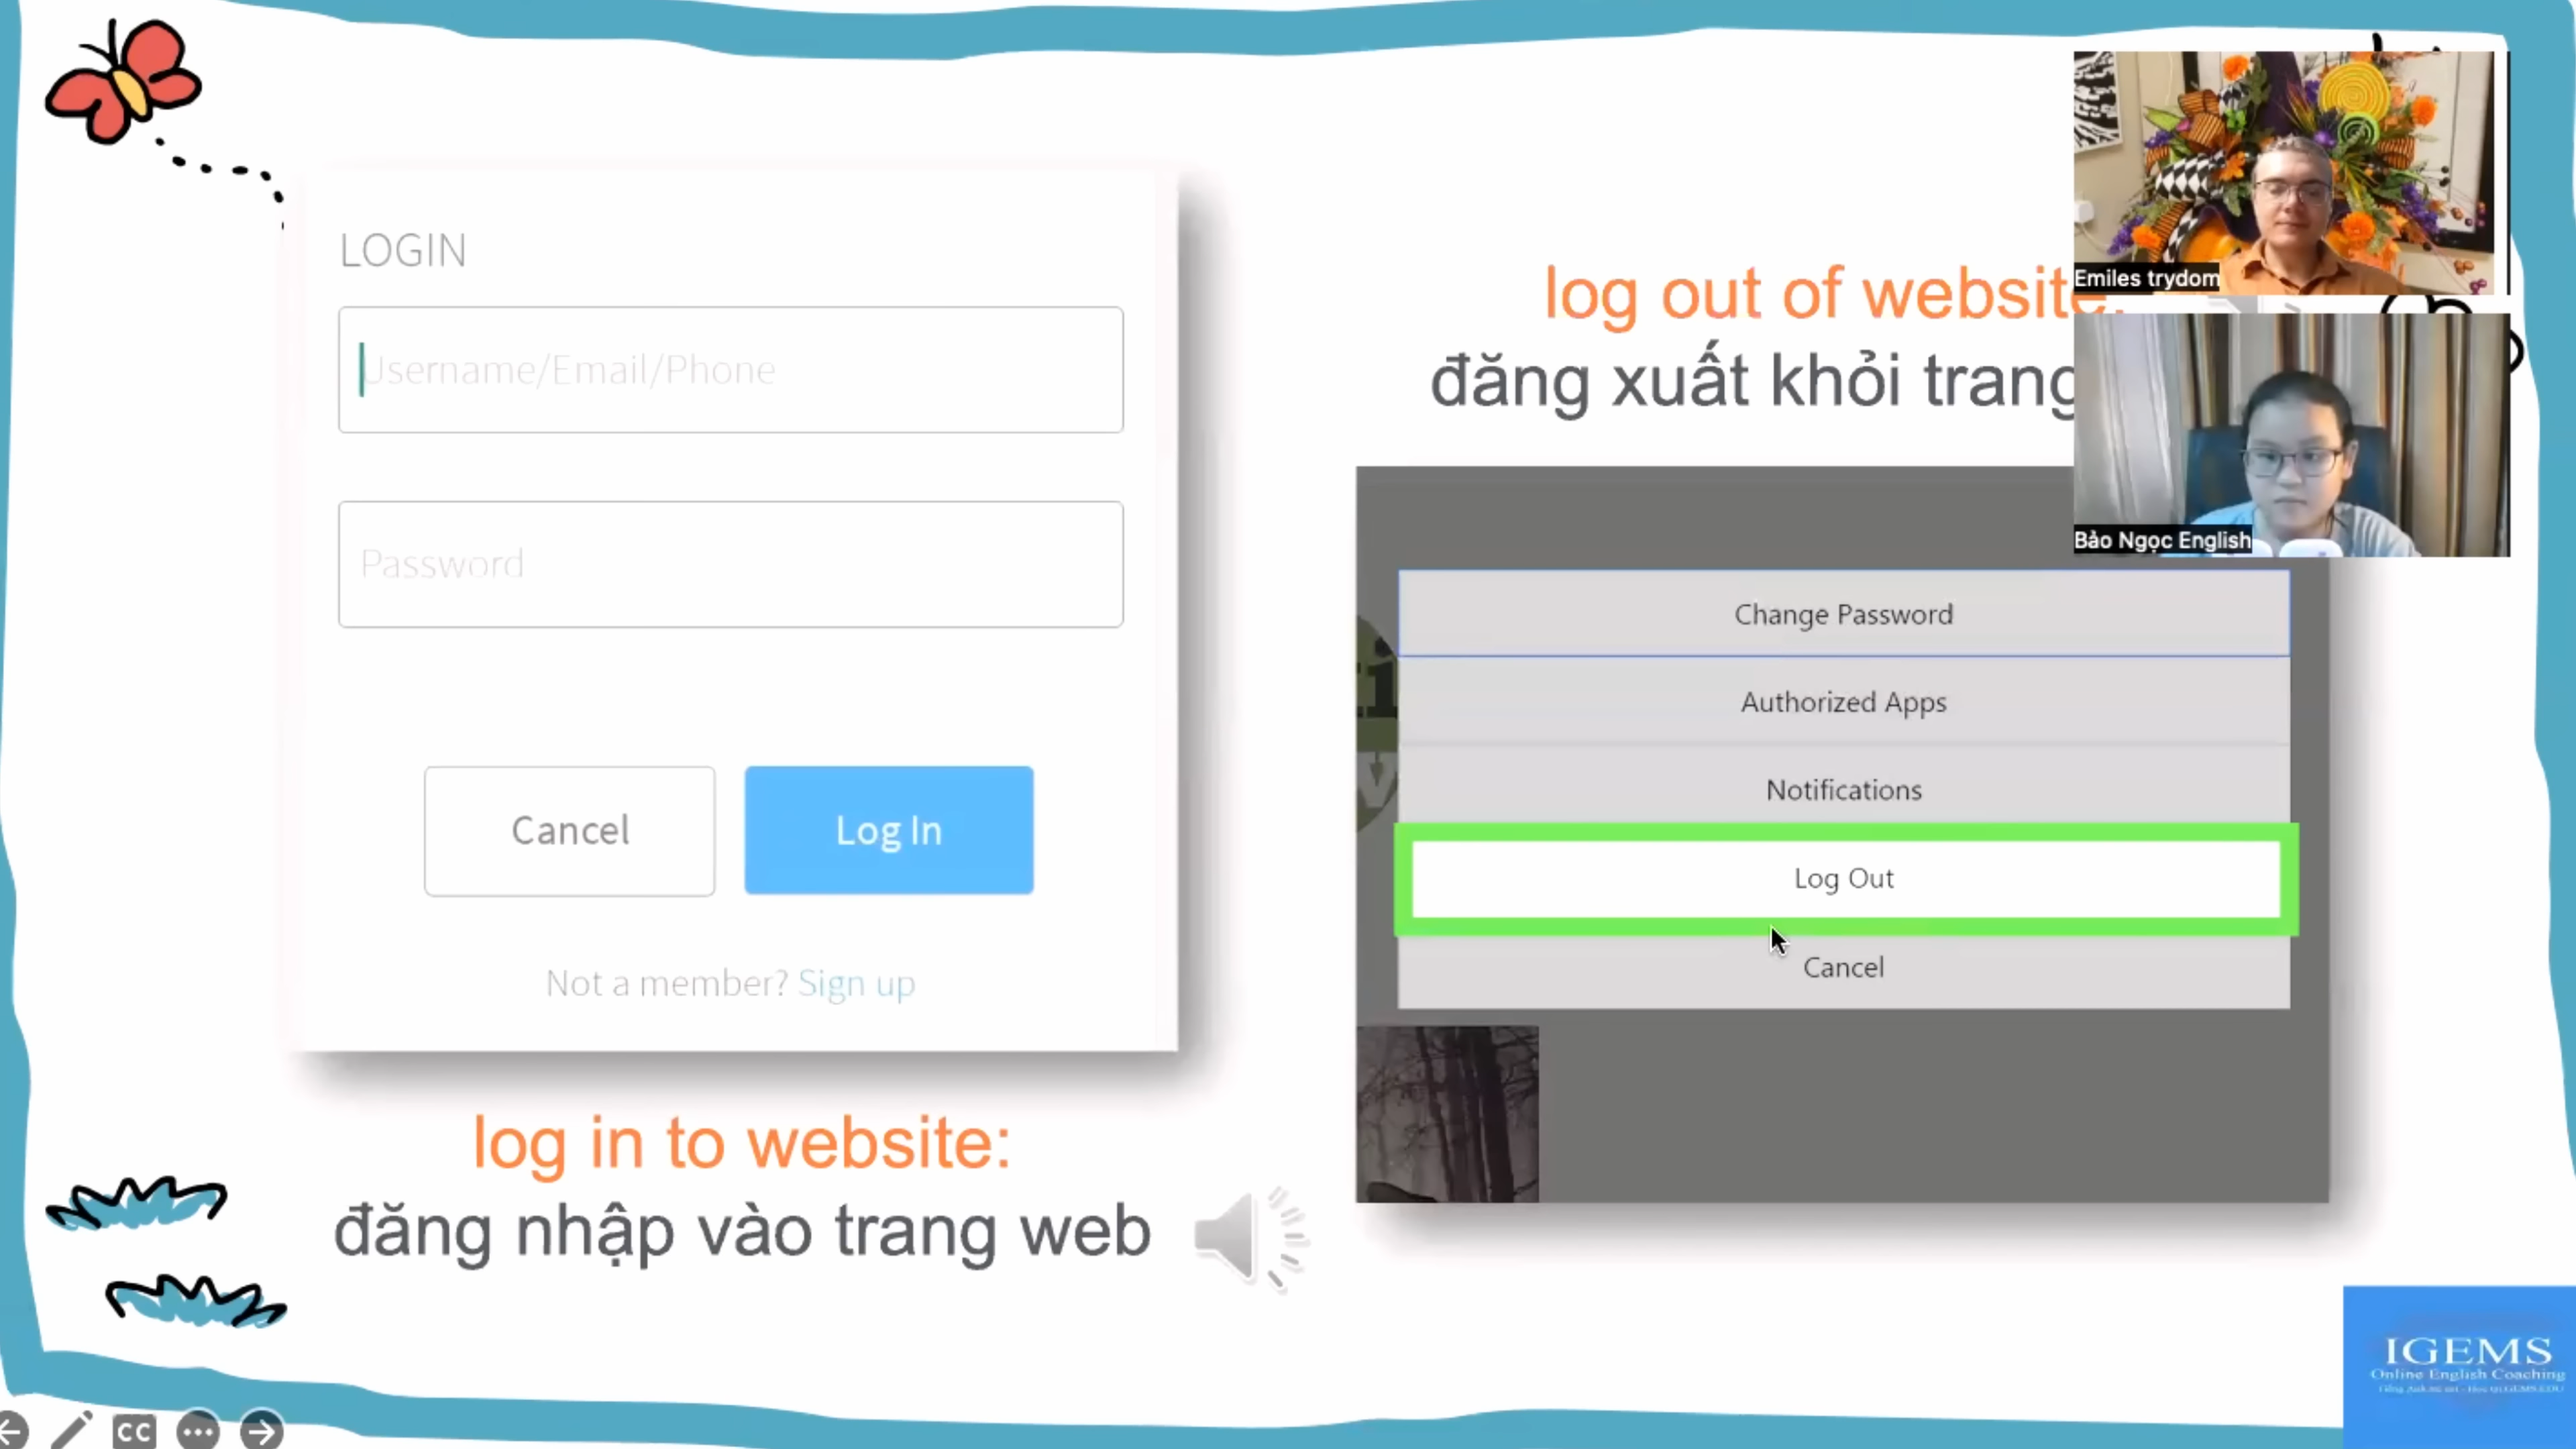 LOGIN
Username/Email/Phone
Password
Cancel
Log In
Not a member? Sign up
log in to website:
đăng nhập vào trang web
log out of website:
đăng xuất khỏi trang
Change Password
Authorized Apps
Notifications
Log Out
Cancel
Emiles trydom
Bảo Ngọc English
IGEMS
Online English Coaching
CC